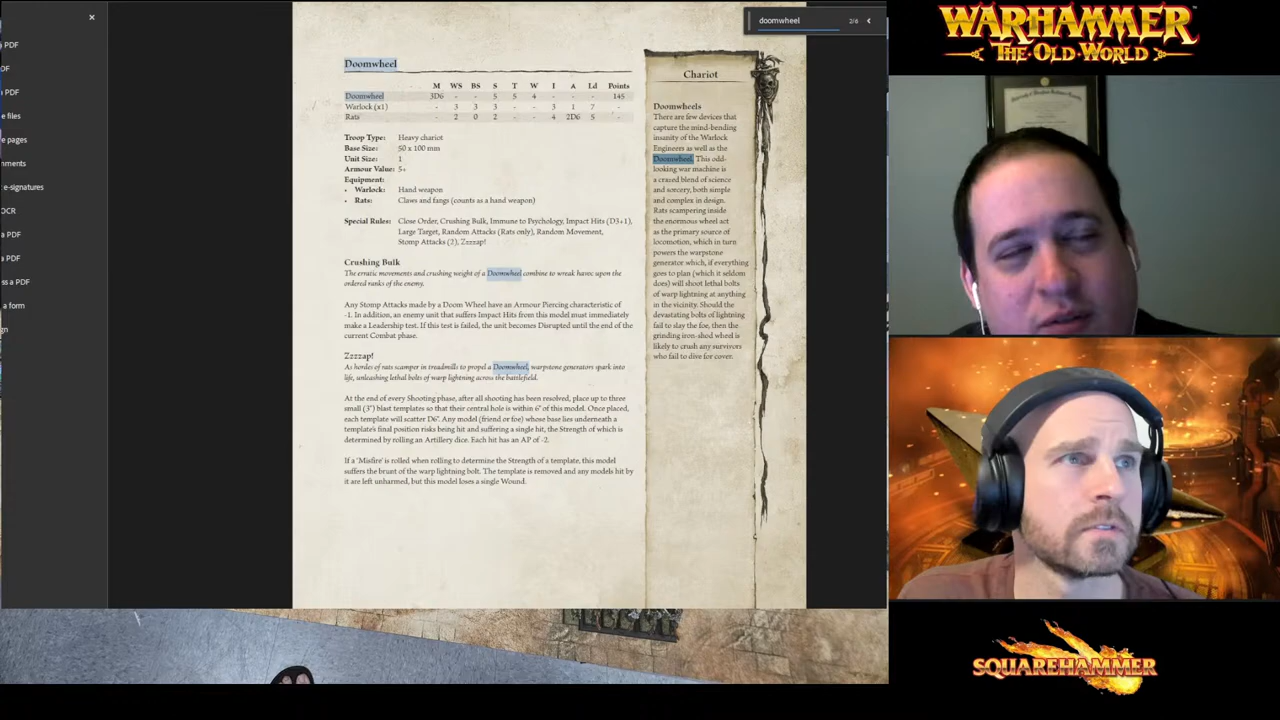 PDF
PDF
PDF
e files
e pages
mments
e-signatures
OCR
a PDF
a PDF
ess a PDF
a form
gn
doomwheel
2/6
Doomwheel
M WS BS S T W I A Ld Points
Doomwheel 3D6 - - 5 5 4 - - - 145
Warlock (x1) - 3 3 3 - - 3 1 7 -
Rats - 2 0 2 - - 4 2D6 5 -
Troop Type: Heavy chariot
Base Size: 50 x 100 mm
Unit Size: 1
Armour Value: 5+
Equipment:
• Warlock: Hand weapon
• Rats: Claws and fangs (counts as a hand weapon)
Special Rules: Close Order, Crushing Bulk, Immune to Psychology, Impact Hits (D3+1),
Large Target, Random Attacks (Rats only), Random Movement,
Stomp Attacks (2), Zzzzap!
Crushing Bulk
The erratic movements and crushing weight of a Doomwheel combine to wreak havoc upon the
ordered ranks of the enemy.
Any Stomp Attacks made by a Doom Wheel have an Armour Piercing characteristic of
-1. In addition, an enemy unit that suffers Impact Hits from this model must immediately
make a Leadership test. If this test is failed, the unit becomes Disrupted until the end of the
current Combat phase.
Zzzzap!
As hordes of rats scamper in treadmills to propel a Doomwheel, warpstone generators spark into
life, unleashing lethal bolts of warp lightning across the battlefield.
At the end of every Shooting phase, after all shooting has been resolved, place up to three
small (3") blast templates so that their central hole is within 6" of this model. Once placed,
each template will scatter D6". Any model (friend or foe) whose base lies underneath a
template's final position risks being hit and suffering a single hit, the Strength of which is
determined by rolling an Artillery dice. Each hit has an AP of -2.
If a 'Misfire' is rolled when rolling to determine the Strength of a template, this model
suffers the brunt of the warp lightning bolt. The template is removed and any models hit by
it are left unharmed, but this model loses a single Wound.
Chariot
Doomwheels
There are few devices that
capture the mind-bending
insanity of the Warlock
Engineers as well as the
Doomwheel. This odd-
looking war machine is
a crazed blend of science
and sorcery, both simple
and complex in design.
Rats scampering inside
the enormous wheel act
as the primary source of
locomotion, which in turn
powers the warpstone
generator which, if everything
goes to plan (which it seldom
does) will shoot lethal bolts
of warp lightning at anything
in the vicinity. Should the
devastating bolts of lightning
fail to slay the foe, then the
grinding iron-shod wheel is
likely to crush any survivors
who fail to dive for cover.
WARHAMMER
THE OLD WORLD
SQUAREHAMMER